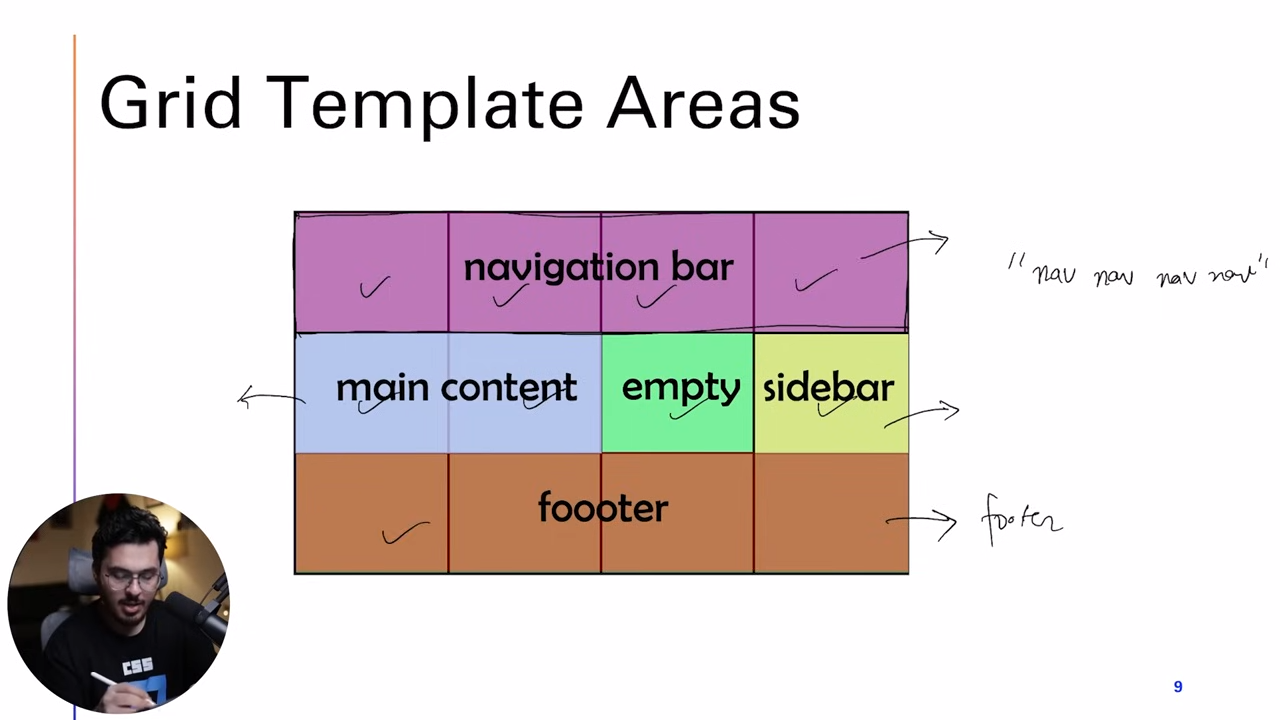 Grid Template Areas
navigation bar
"nav nav nav nav"
main content empty sidebar
foooter
footer
CSS
9